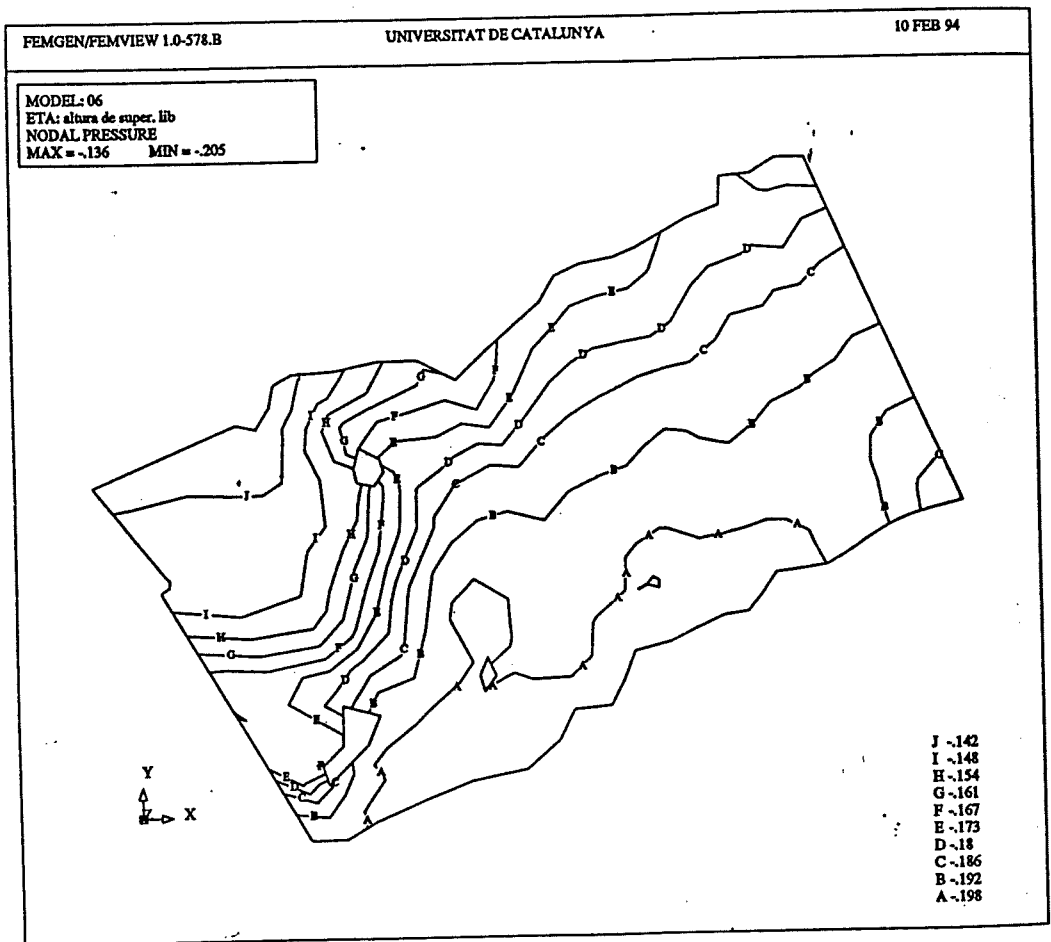 FEMGEN/FEMVIEW 1.0-578.B UNIVERSITAT DE CATALUNYA 10 FEB 94
MODEL: 06
ETA: altura de super. lib
NODAL PRESSURE
MAX = -.136 MIN = -.205
Y
Z X
J -.142
I -.148
H -.154
G -.161
F -.167
E -.173
D -.18
C -.186
B -.192
A -.198